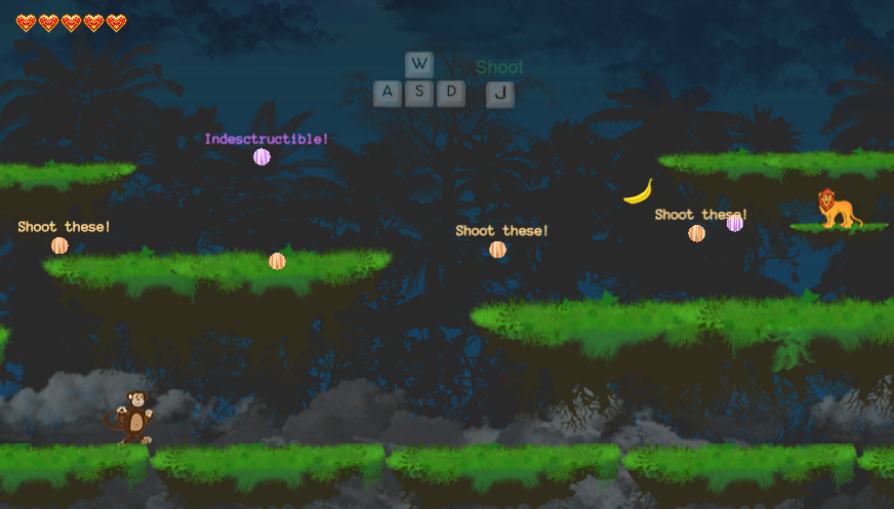 W
Shoot
A S D J
Indesctructible!
Shoot these!
Shoot these!
Shoot these!